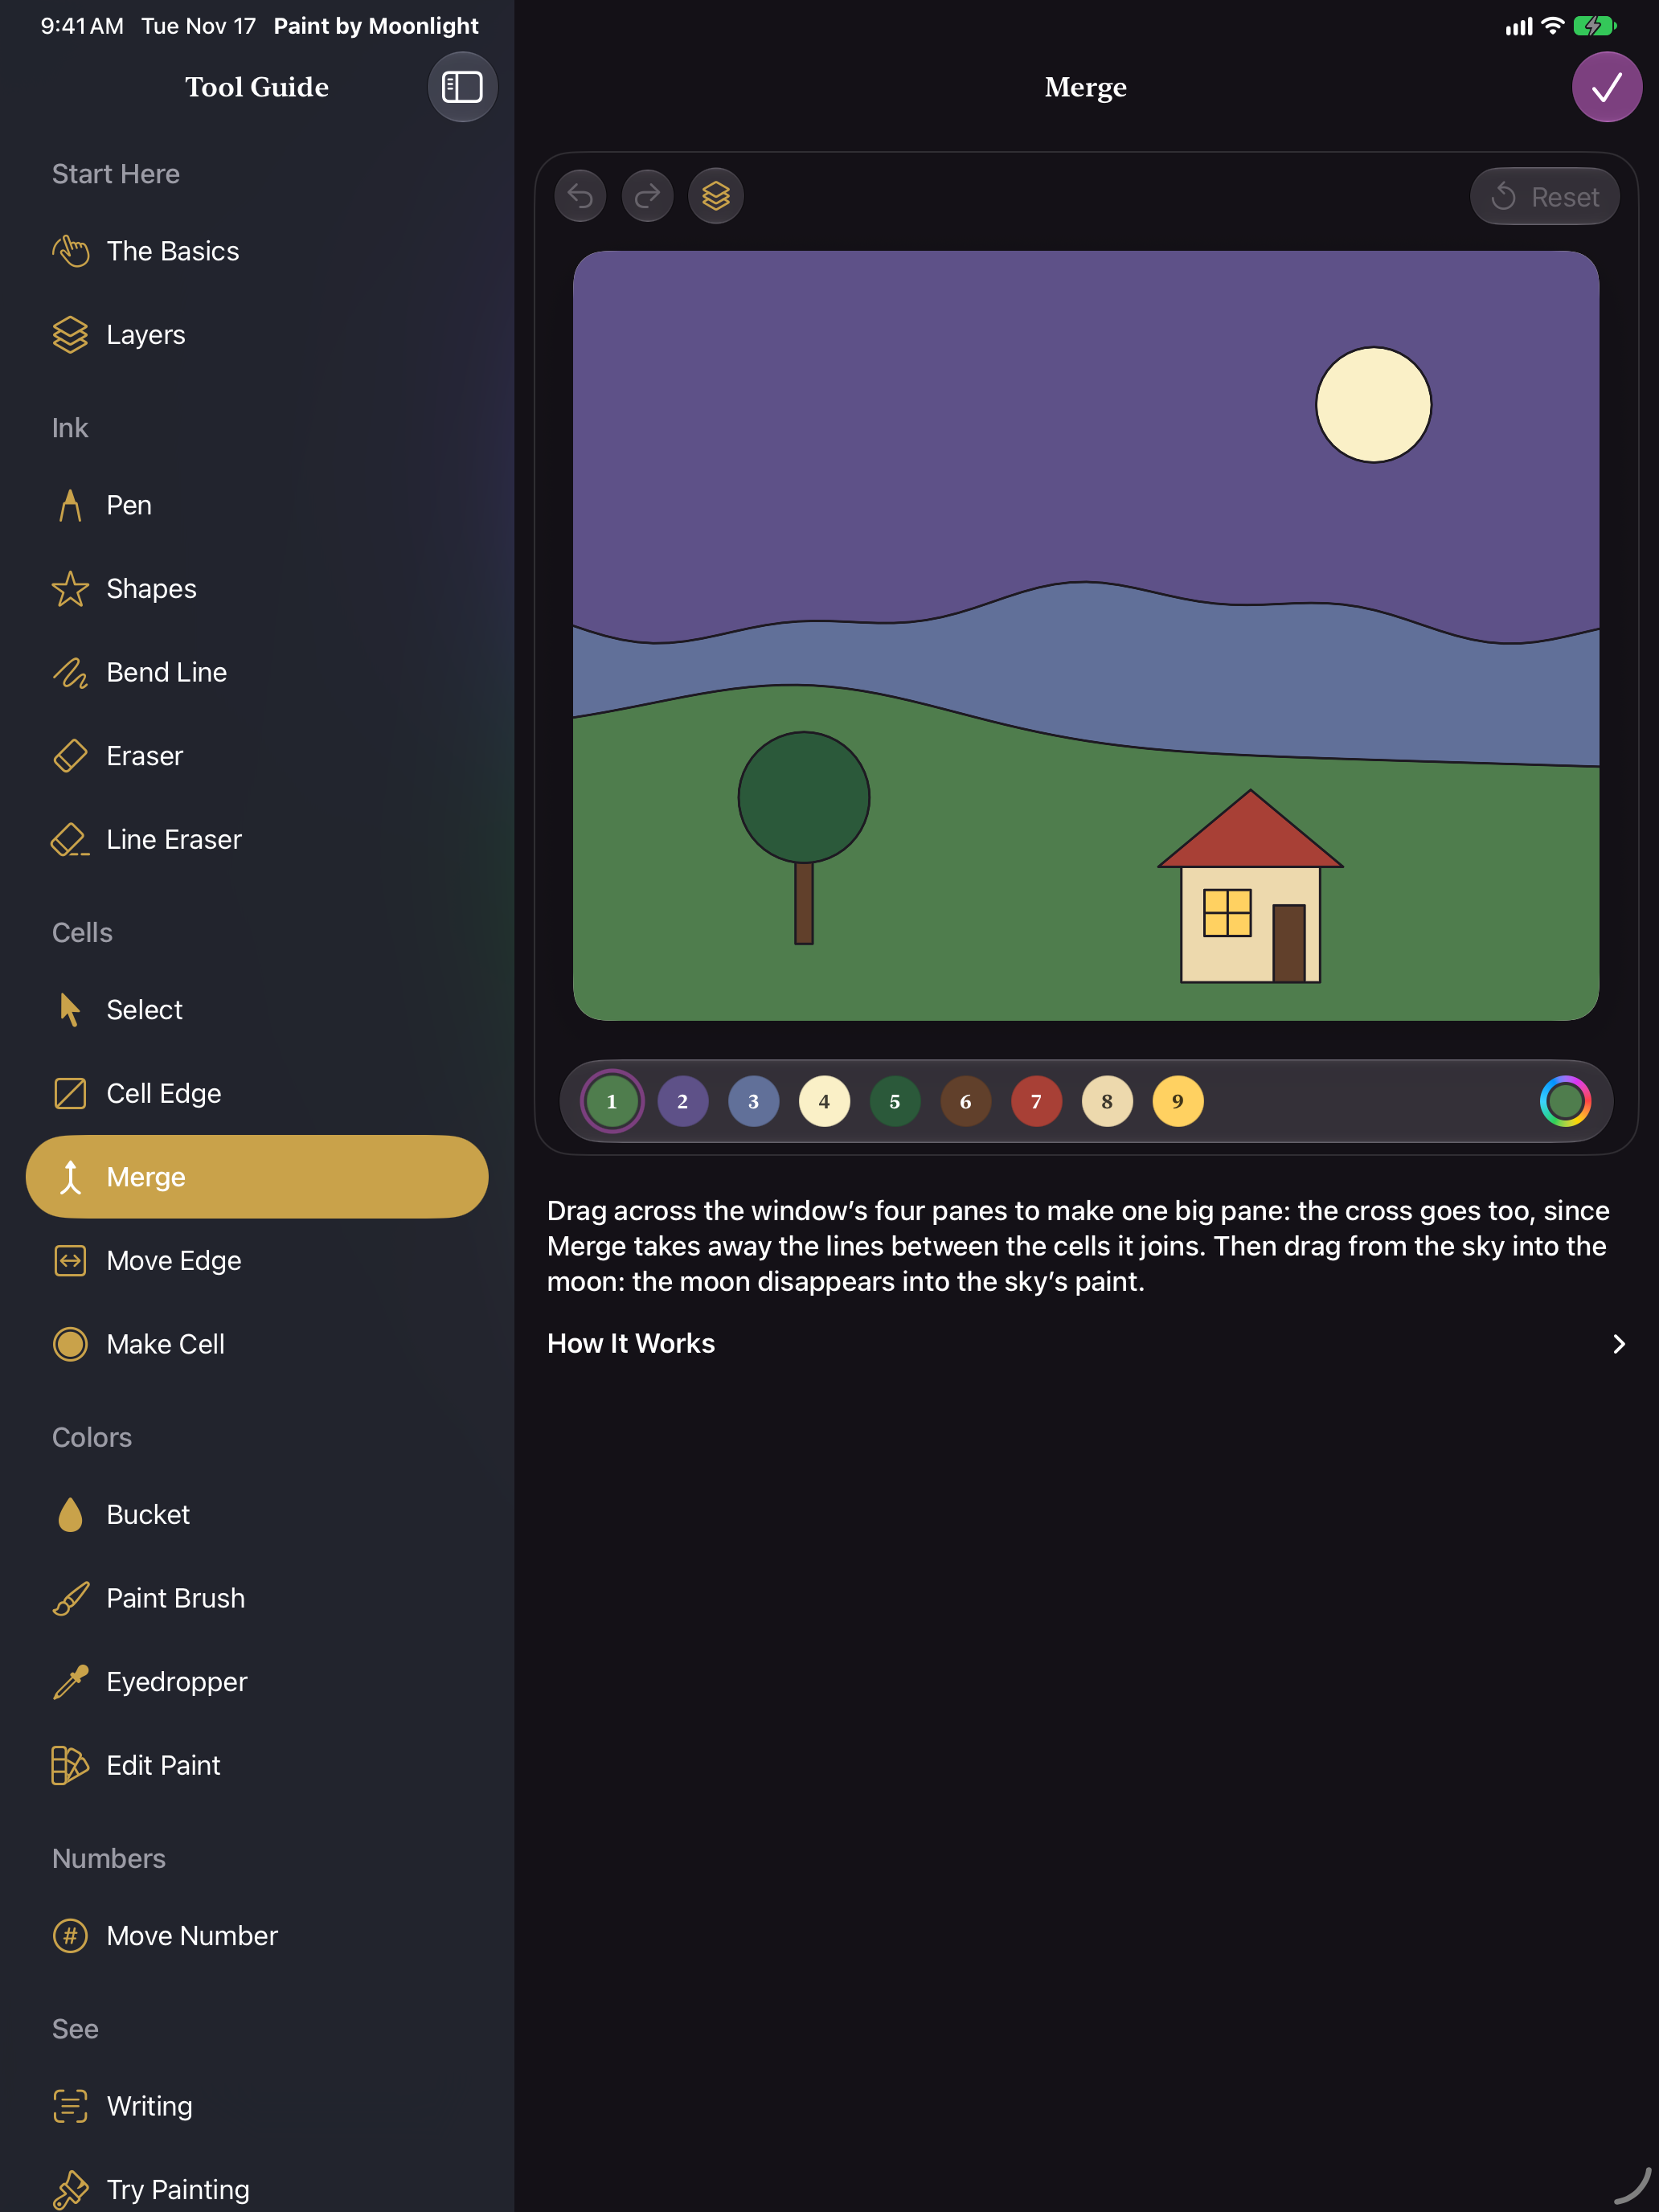 9:41 AM Tue Nov 17 Paint by Moonlight
Tool Guide
Start Here
The Basics
Layers
Ink
Pen
Shapes
Bend Line
Eraser
Line Eraser
Cells
Select
Cell Edge
Merge
Move Edge
Make Cell
Colors
Bucket
Paint Brush
Eyedropper
Edit Paint
Numbers
# Move Number
See
Writing
Try Painting
Merge
Reset
1 2 3 4 5 6 7 8 9
Drag across the window’s four panes to make one big pane: the cross goes too, since
Merge takes away the lines between the cells it joins. Then drag from the sky into the
moon: the moon disappears into the sky’s paint.
How It Works